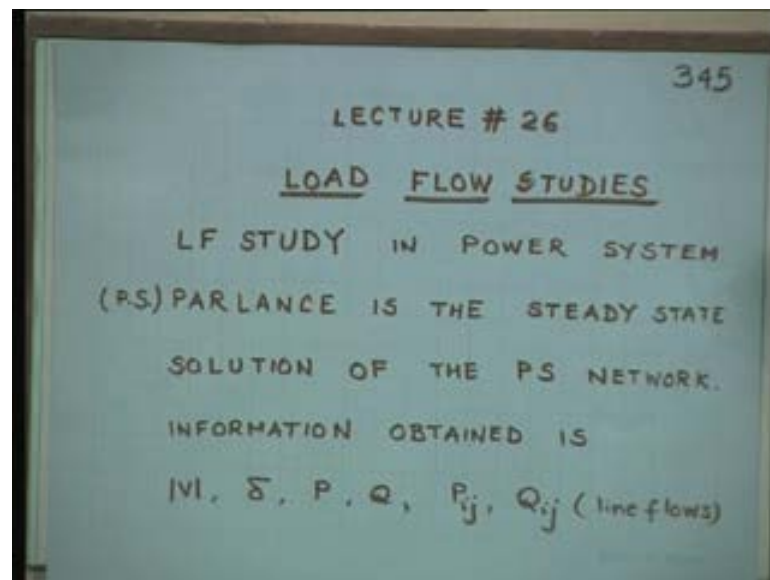 345
LECTURE # 26
LOAD FLOW STUDIES
LF STUDY IN POWER SYSTEM
(P.S.) PARLANCE IS THE STEADY STATE
SOLUTION OF THE PS NETWORK.
INFORMATION OBTAINED IS
|V|, δ, P, Q, Pij, Qij (line flows)